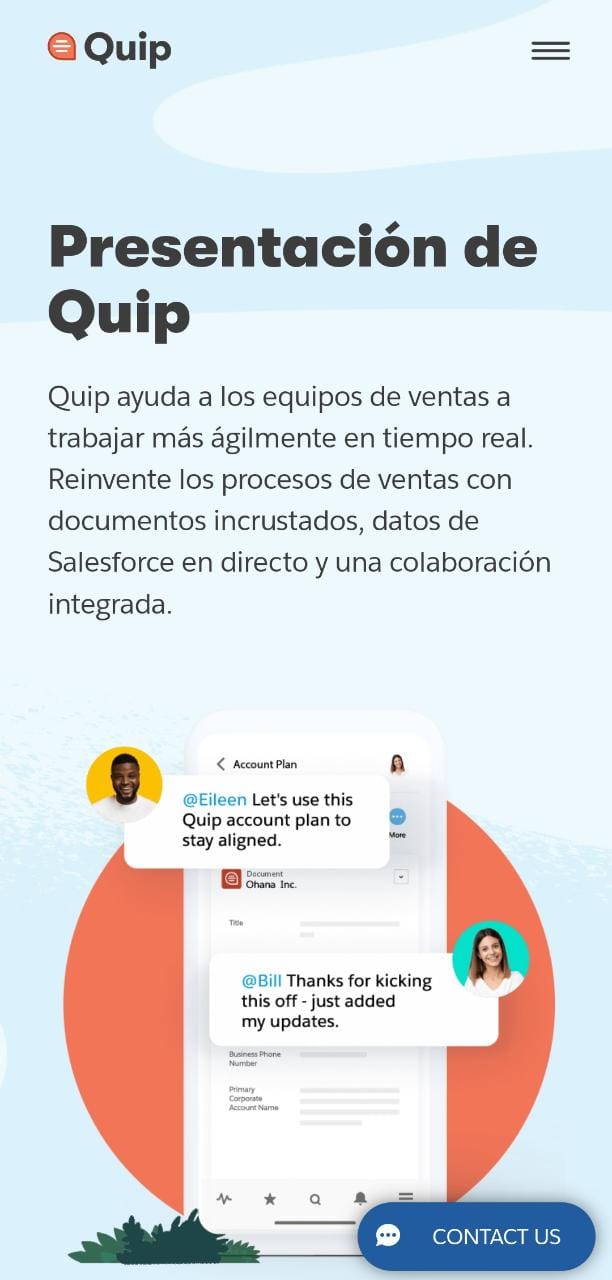 Quip
Presentación de
Quip
Quip ayuda a los equipos de ventas a
trabajar más ágilmente en tiempo real.
Reinvente los procesos de ventas con
documentos incrustados, datos de
Salesforce en directo y una colaboración
integrada.
Account Plan
@Eileen Let's use this
Quip account plan to
stay aligned.
More
Document
Ohana Inc.
Title
@Bill Thanks for kicking
this off - just added
my updates.
Business Phone
Number
Primary
Corporate
Account Name
CONTACT US